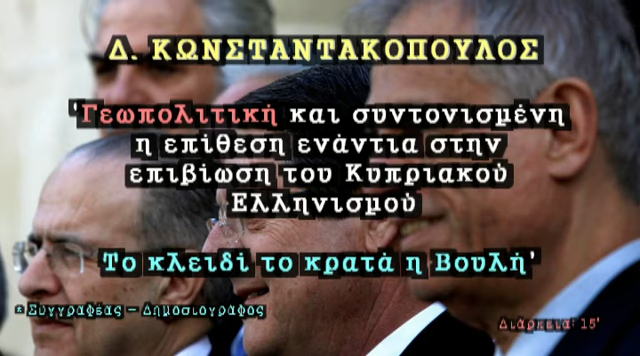 Δ. ΚΩΝΣΤΑΝΤΑΚΟΠΟΥΛΟΣ
'Γεωπολιτική και συντονισμένη
η επίθεση ενάντια στην
επιβίωση του Κυπριακού
Ελληνισμού
Το κλειδί το κρατά η Βουλή'
* Συγγραφέας - Δημοσιογράφος
Διάρκεια: 15'